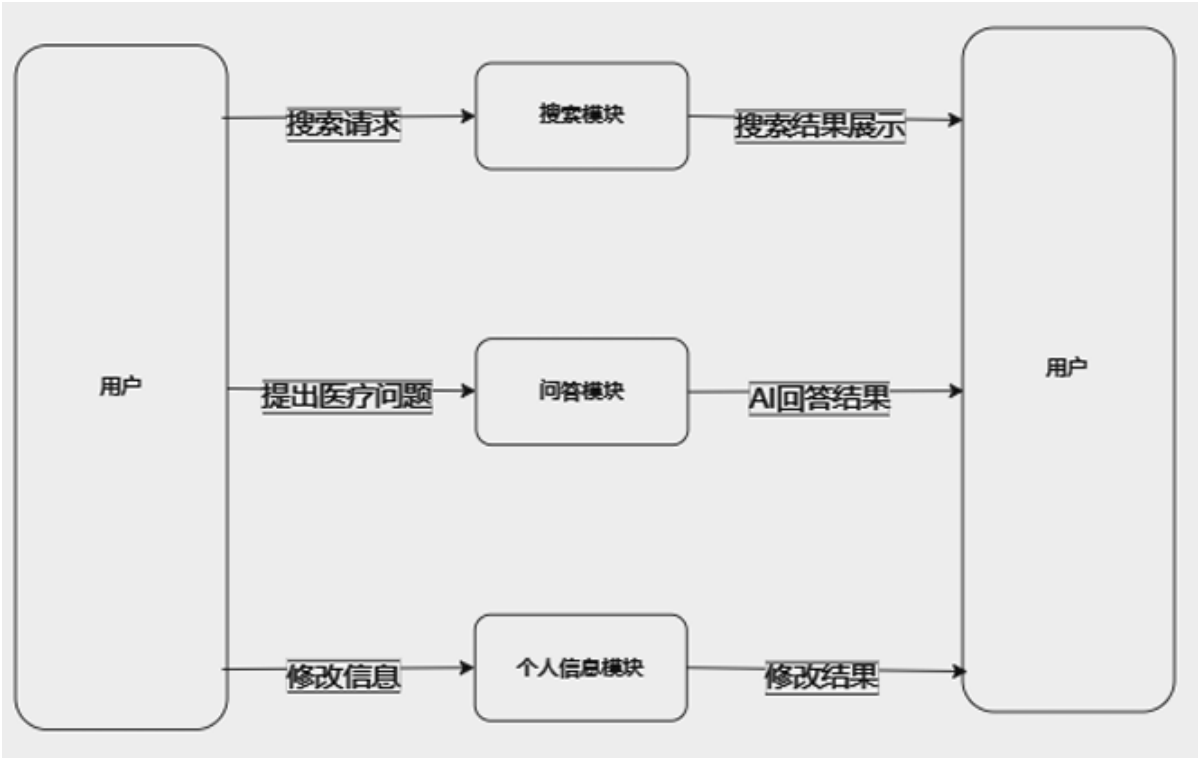 搜索请求
搜索模块
搜索结果展示
用户
提出医疗问题
问答模块
AI回答结果
用户
修改信息
个人信息模块
修改结果